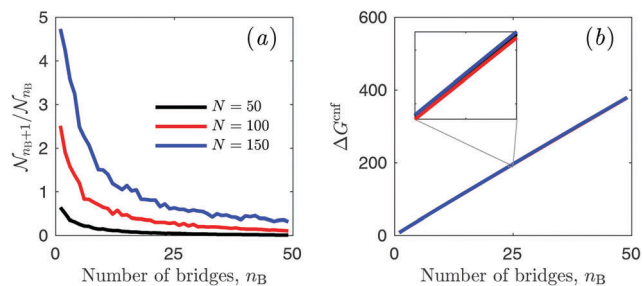 5
4
3
2
1
0
0
25
50
𝒩_{n_B+1}/𝒩_{n_B}
Number of bridges, n_B
(a)
N = 50
N = 100
N = 150
600
400
200
0
0
25
50
ΔG^{cnf}
Number of bridges, n_B
(b)